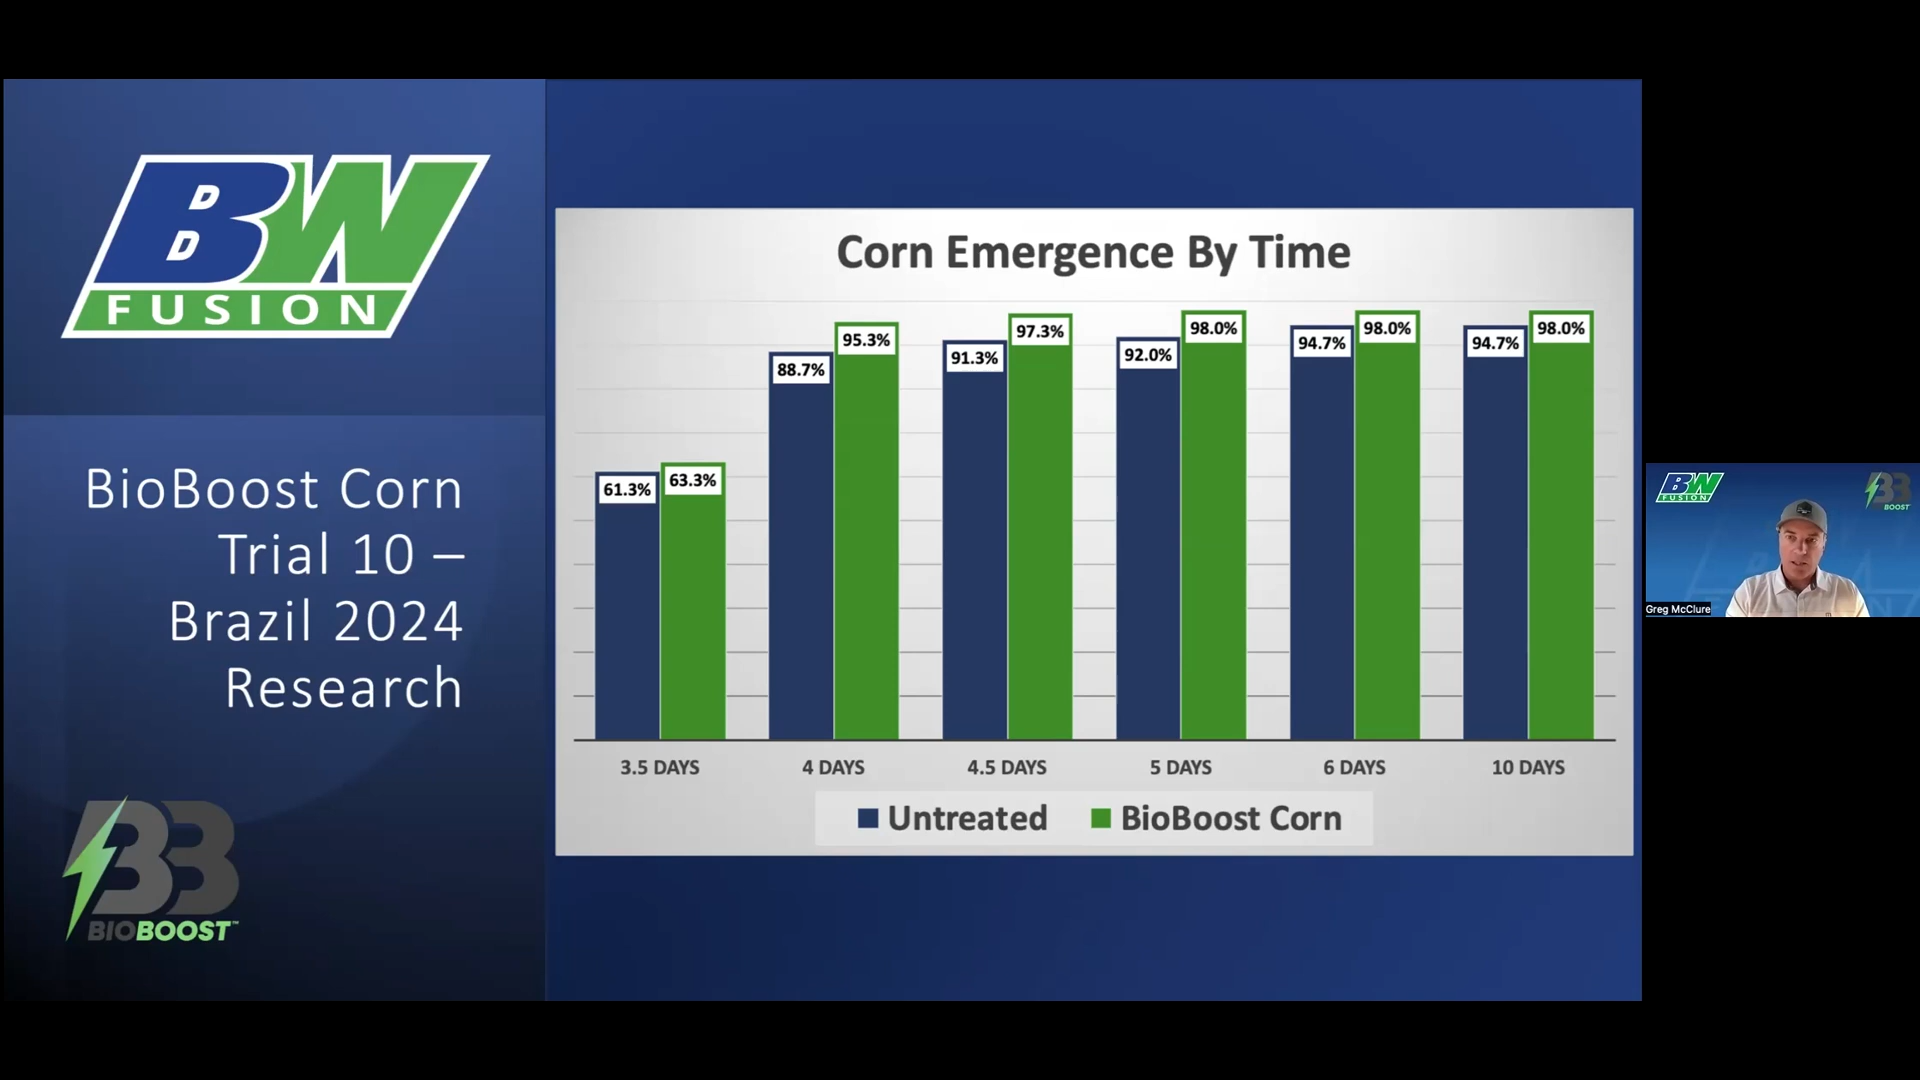 BW
FUSION
BioBoost Corn
Trial 10 –
Brazil 2024
Research
BIOBOOST™
Corn Emergence By Time
61.3%
63.3%
88.7%
95.3%
91.3%
97.3%
92.0%
98.0%
94.7%
98.0%
94.7%
98.0%
3.5 DAYS
4 DAYS
4.5 DAYS
5 DAYS
6 DAYS
10 DAYS
Untreated
BioBoost Corn
BW
FUSION
BOOST
Greg McClure